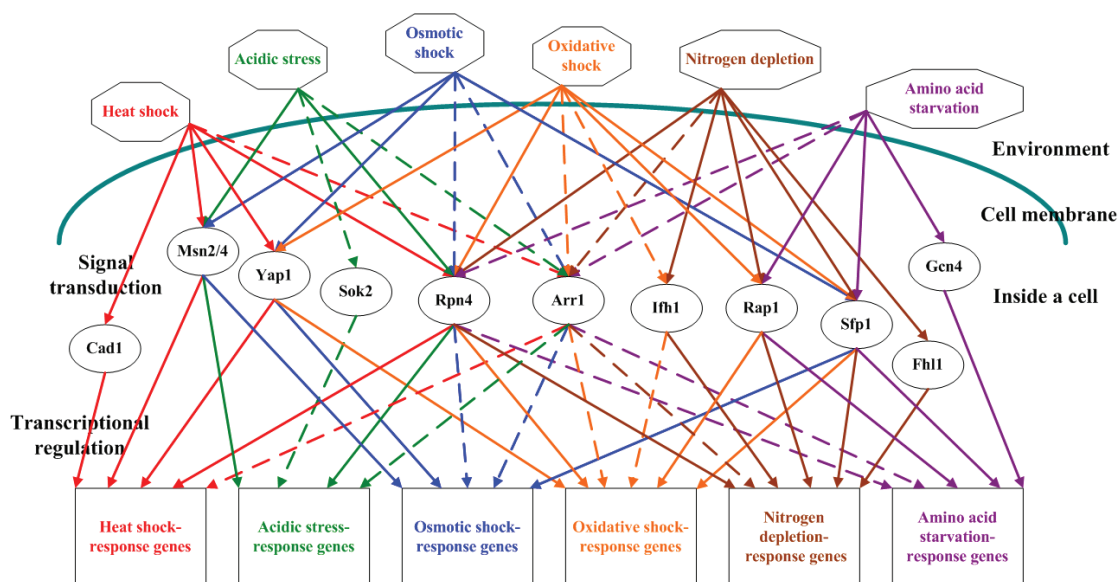 Osmotic
shock
Acidic stress
Oxidative
shock
Nitrogen depletion
Heat shock
Amino acid
starvation
Environment
Cell membrane
Inside a cell
Signal
transduction
Msn2/4
Yap1
Sok2
Rpn4
Arr1
Ifh1
Rap1
Sfp1
Gcn4
Cad1
Fhl1
Transcriptional
regulation
Heat shock-
response genes
Acidic stress-
response genes
Osmotic shock-
response genes
Oxidative shock-
response genes
Nitrogen
depletion-
response genes
Amino acid
starvation-
response genes